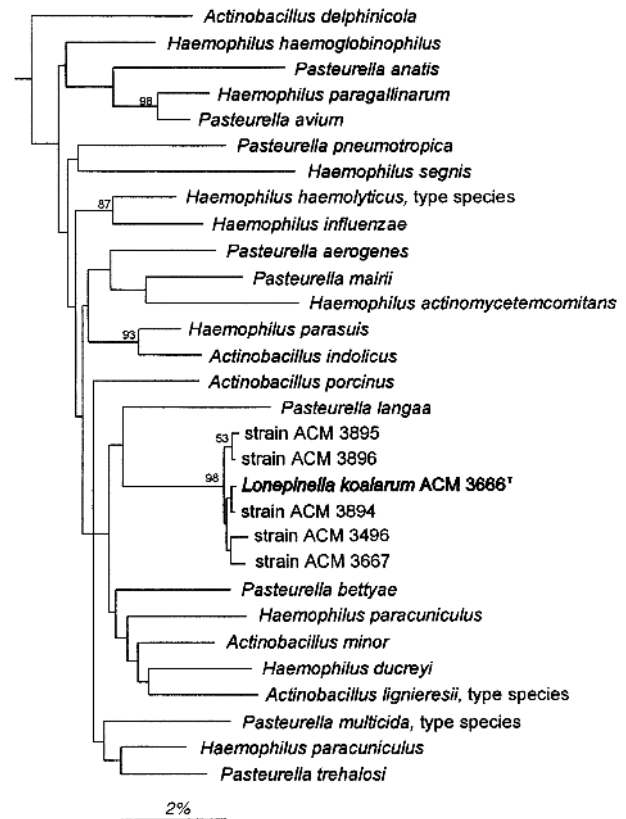 Actinobacillus delphinicola
Haemophilus haemoglobinophilus
Pasteurella anatis
Haemophilus paragallinarum
98
Pasteurella avium
Pasteurella pneumotropica
Haemophilus segnis
Haemophilus haemolyticus, type species
87
Haemophilus influenzae
Pasteurella aerogenes
Pasteurella mairii
Haemophilus actinomycetemcomitans
Haemophilus parasuis
93
Actinobacillus indolicus
Actinobacillus porcinus
Pasteurella langaa
strain ACM 3895
53
strain ACM 3896
98
Lonepinella koalarum ACM 3666ᵀ
strain ACM 3894
strain ACM 3496
strain ACM 3667
Pasteurella bettyae
Haemophilus paracuniculus
Actinobacillus minor
Haemophilus ducreyi
Actinobacillus lignieresii, type species
Pasteurella multicida, type species
Haemophilus paracuniculus
Pasteurella trehalosi
2%